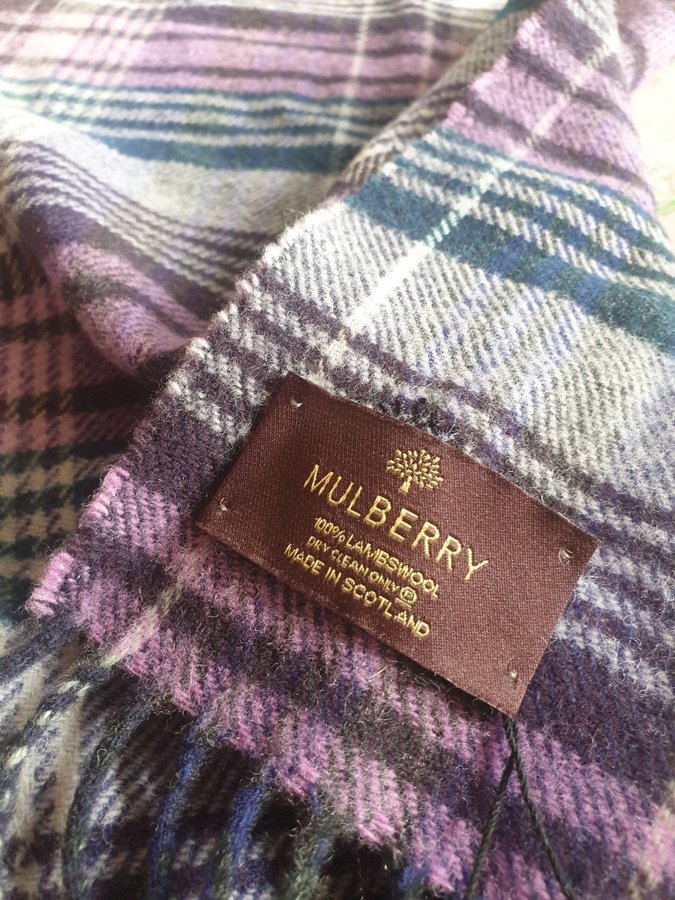 MULBERRY
100% LAMBSWOOL
DRY CLEAN ONLY Ⓟ
MADE IN SCOTLAND